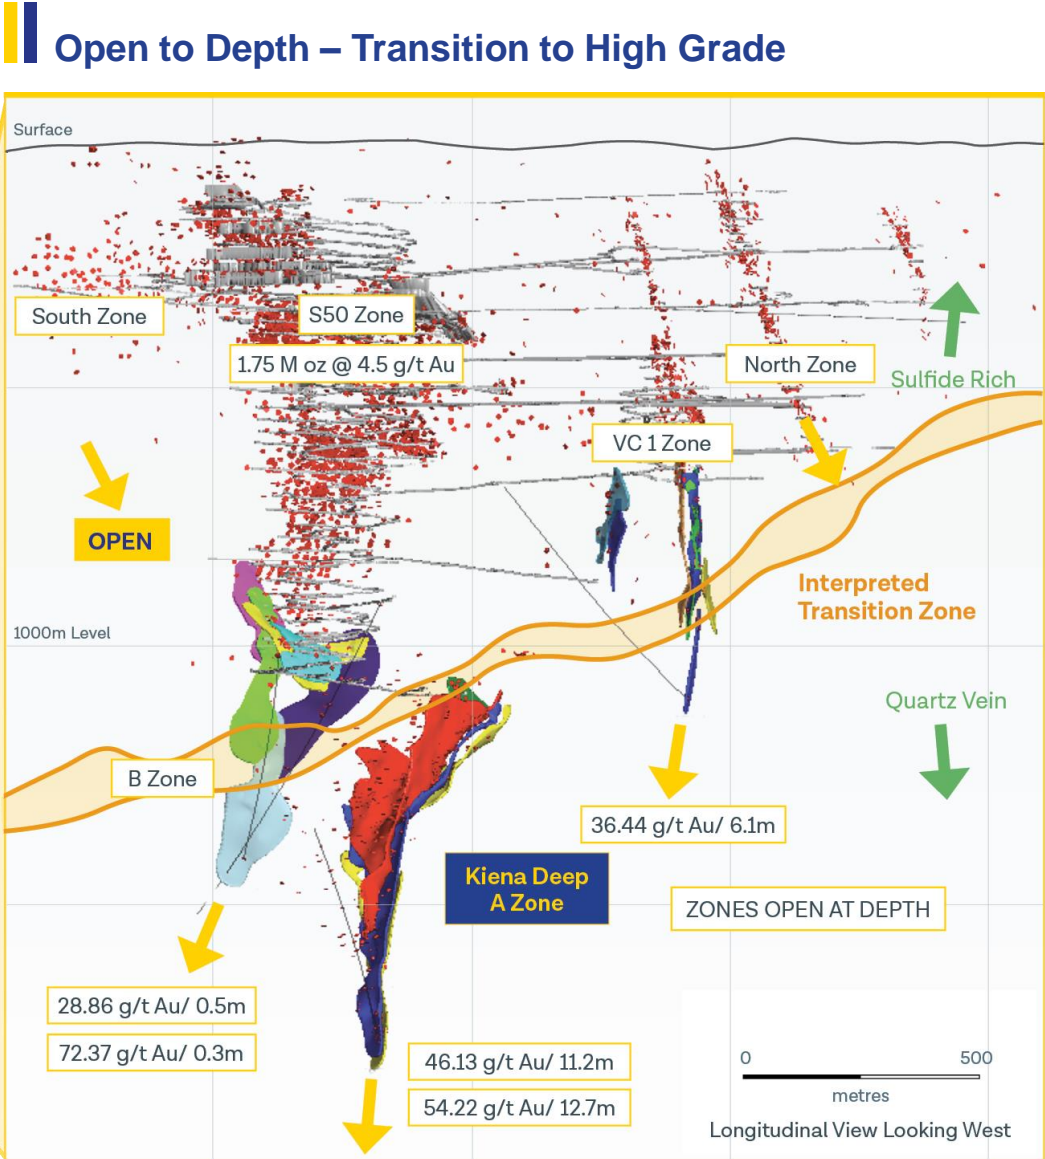 Open to Depth – Transition to High Grade
Surface
South Zone
S50 Zone
1.75 M oz @ 4.5 g/t Au
North Zone
Sulfide Rich
VC 1 Zone
OPEN
Interpreted
Transition Zone
1000m Level
Quartz Vein
B Zone
36.44 g/t Au/ 6.1m
Kiena Deep
A Zone
ZONES OPEN AT DEPTH
28.86 g/t Au/ 0.5m
72.37 g/t Au/ 0.3m
46.13 g/t Au/ 11.2m
54.22 g/t Au/ 12.7m
0 500
metres
Longitudinal View Looking West